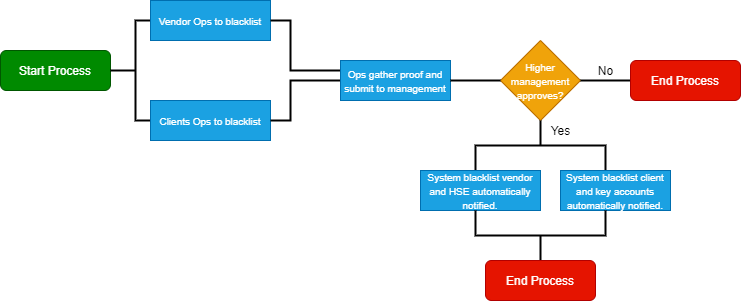 Vendor Ops to blacklist
Start Process
Clients Ops to blacklist
Ops gather proof and
submit to management
Higher
management
approves?
No
End Process
Yes
System blacklist vendor
and HSE automatically
notified.
System blacklist client
and key accounts
automatically notified.
End Process